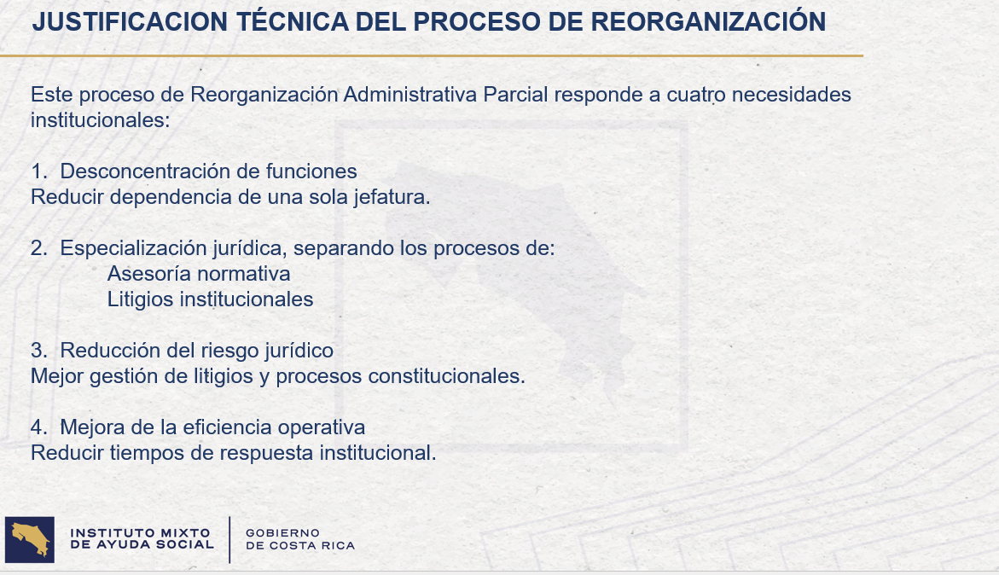 JUSTIFICACION TÉCNICA DEL PROCESO DE REORGANIZACIÓN
Este proceso de Reorganización Administrativa Parcial responde a cuatro necesidades
institucionales:
1. Desconcentración de funciones
Reducir dependencia de una sola jefatura.
2. Especialización jurídica, separando los procesos de:
Asesoría normativa
Litigios institucionales
3. Reducción del riesgo jurídico
Mejor gestión de litigios y procesos constitucionales.
4. Mejora de la eficiencia operativa
Reducir tiempos de respuesta institucional.
INSTITUTO MIXTO
DE AYUDA SOCIAL
GOBIERNO
DE COSTA RICA